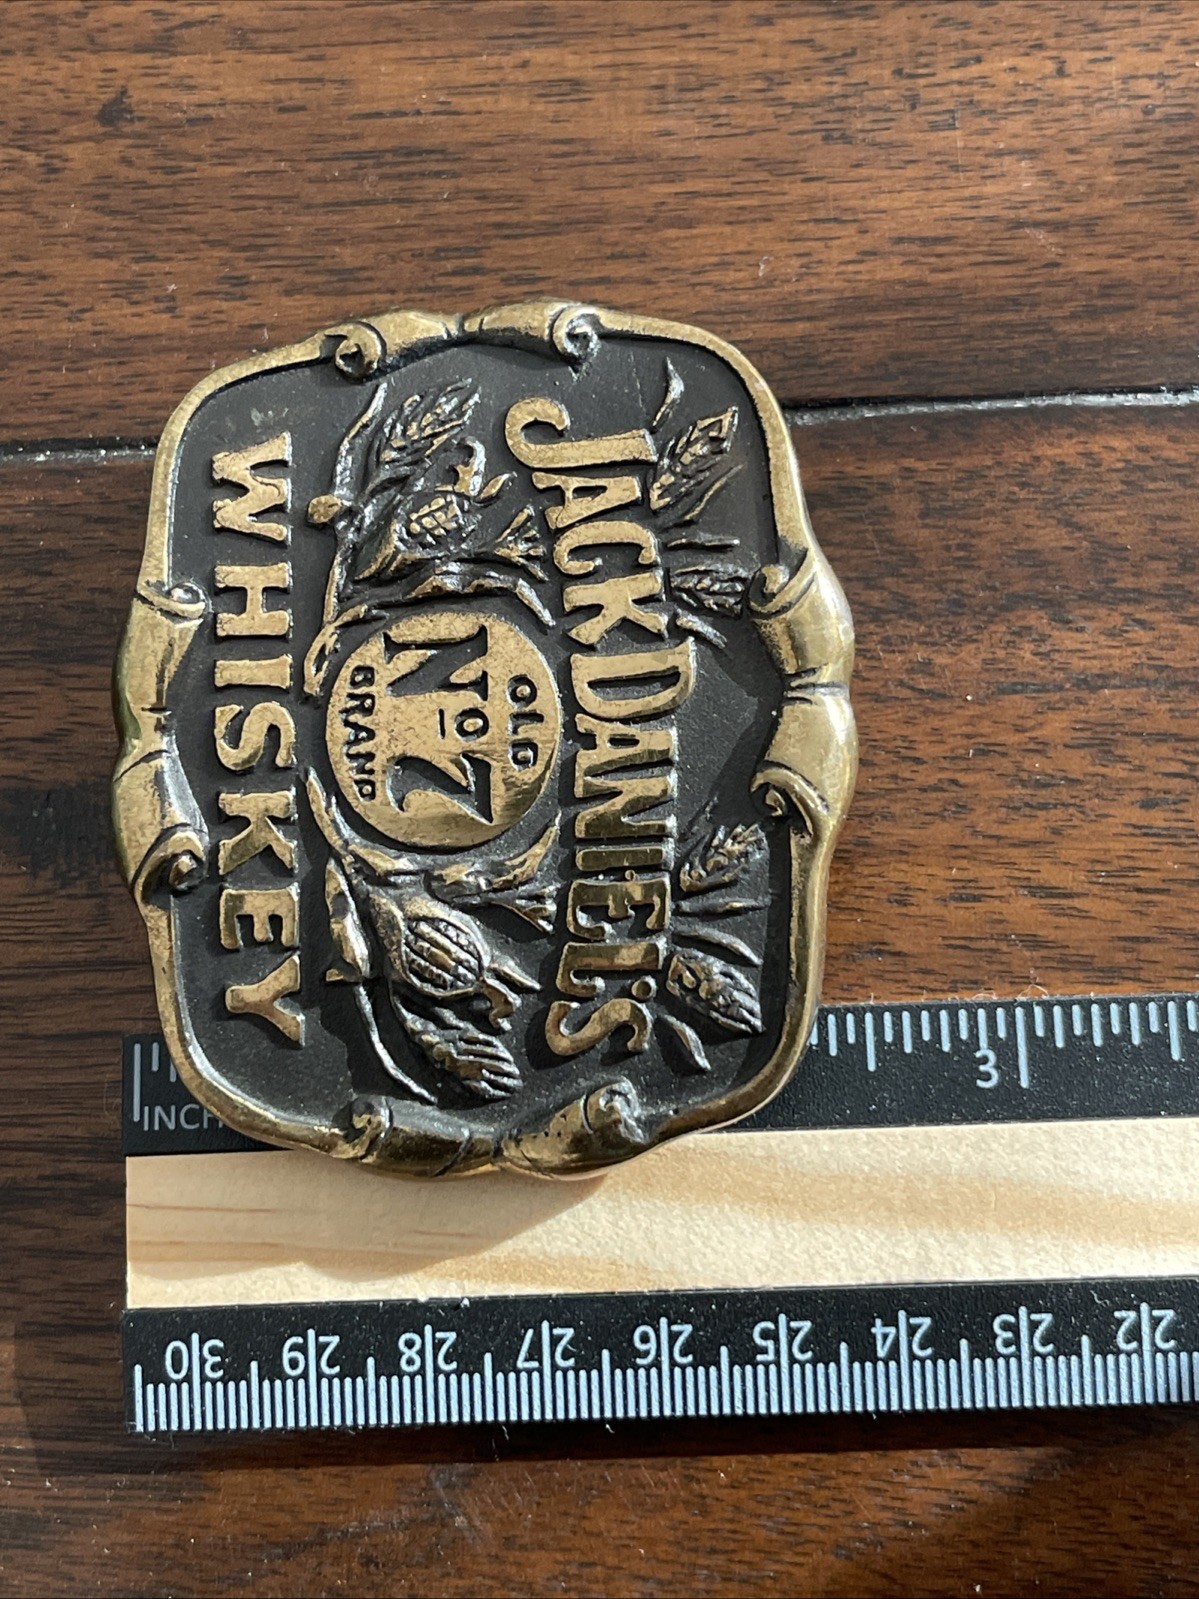 JACK DANIEL'S
OLD
No 7
BRAND
WHISKEY
INCH
3
30 29 28 27 26 25 24 23 22